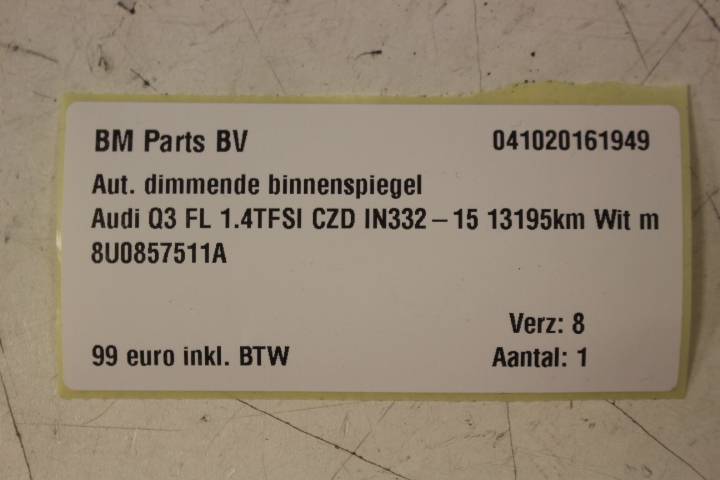 BM Parts BV 041020161949
Aut. dimmende binnenspiegel
Audi Q3 FL 1.4TFSI CZD IN332-15 13195km Wit m
8U0857511A
Verz: 8
99 euro inkl. BTW Aantal: 1